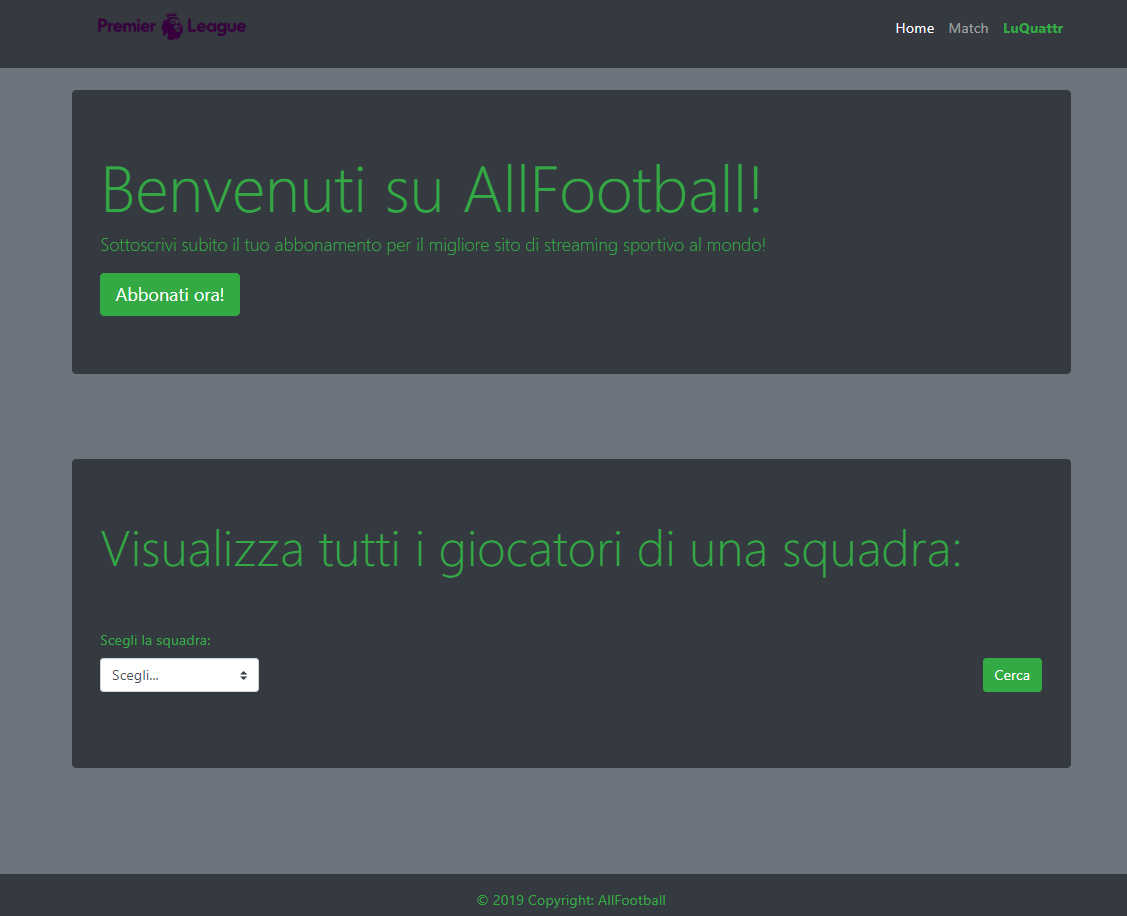 Premier League
Home Match LuQuattr
Benvenuti su AllFootball!
Sottoscrivi subito il tuo abbonamento per il migliore sito di streaming sportivo al mondo!
Abbonati ora!
Visualizza tutti i giocatori di una squadra:
Scegli la squadra:
Scegli...
Cerca
© 2019 Copyright: AllFootball